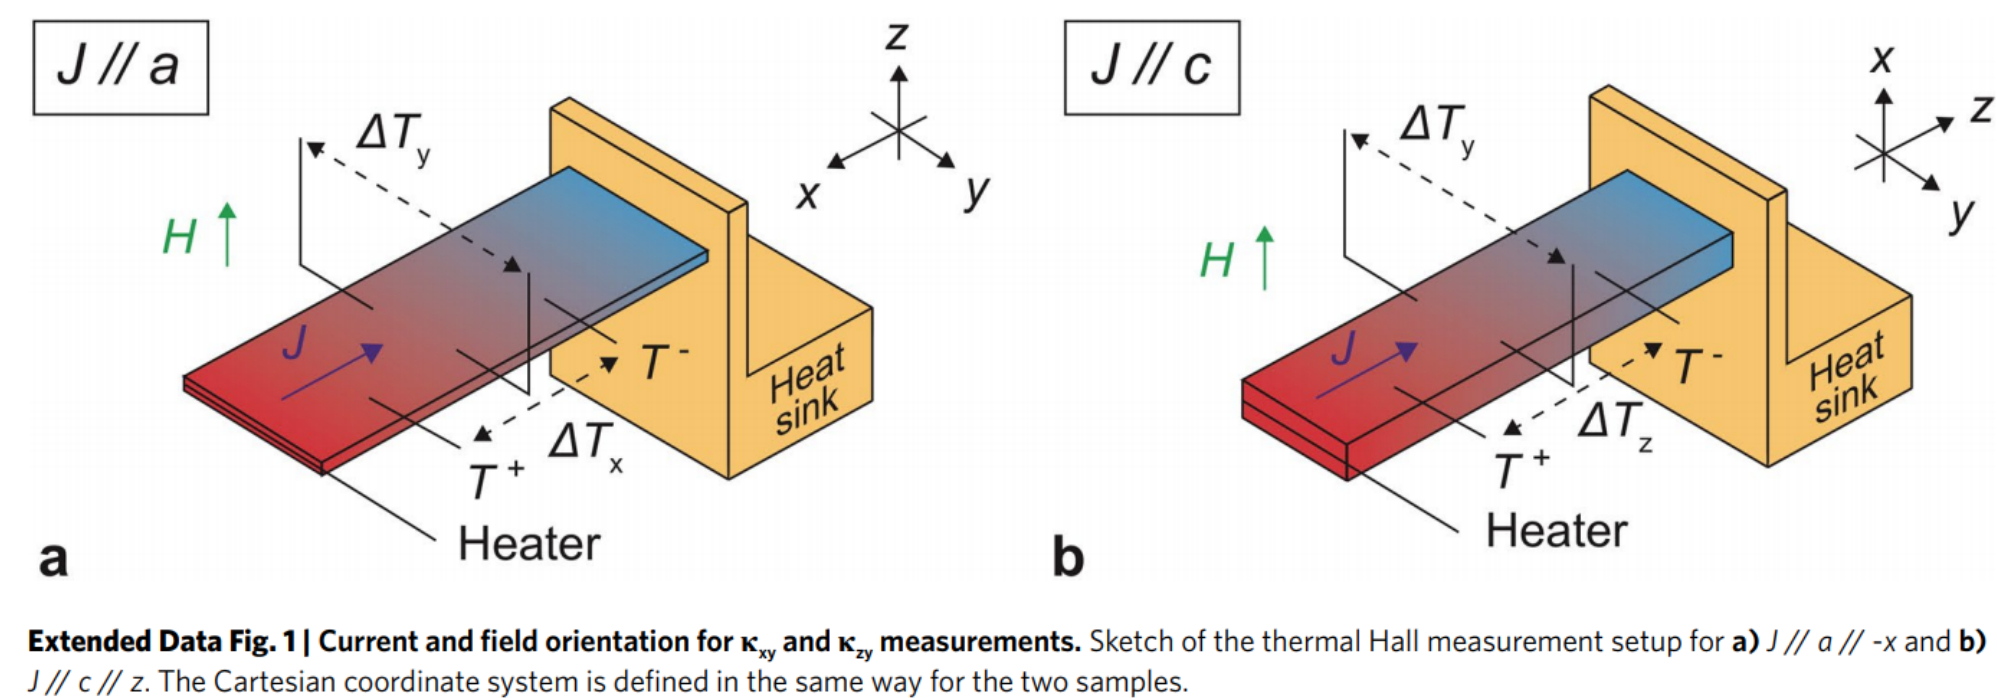 J // a
ΔTy
H
z
x
y
J
T -
Heat
sink
ΔTx
T +
Heater
a
J // c
ΔTy
H
x
z
y
J
T -
Heat
sink
ΔTz
T +
Heater
b
Extended Data Fig. 1 | Current and field orientation for κxy and κzy measurements. Sketch of the thermal Hall measurement setup for a) J // a // -x and b)
J // c // z. The Cartesian coordinate system is defined in the same way for the two samples.